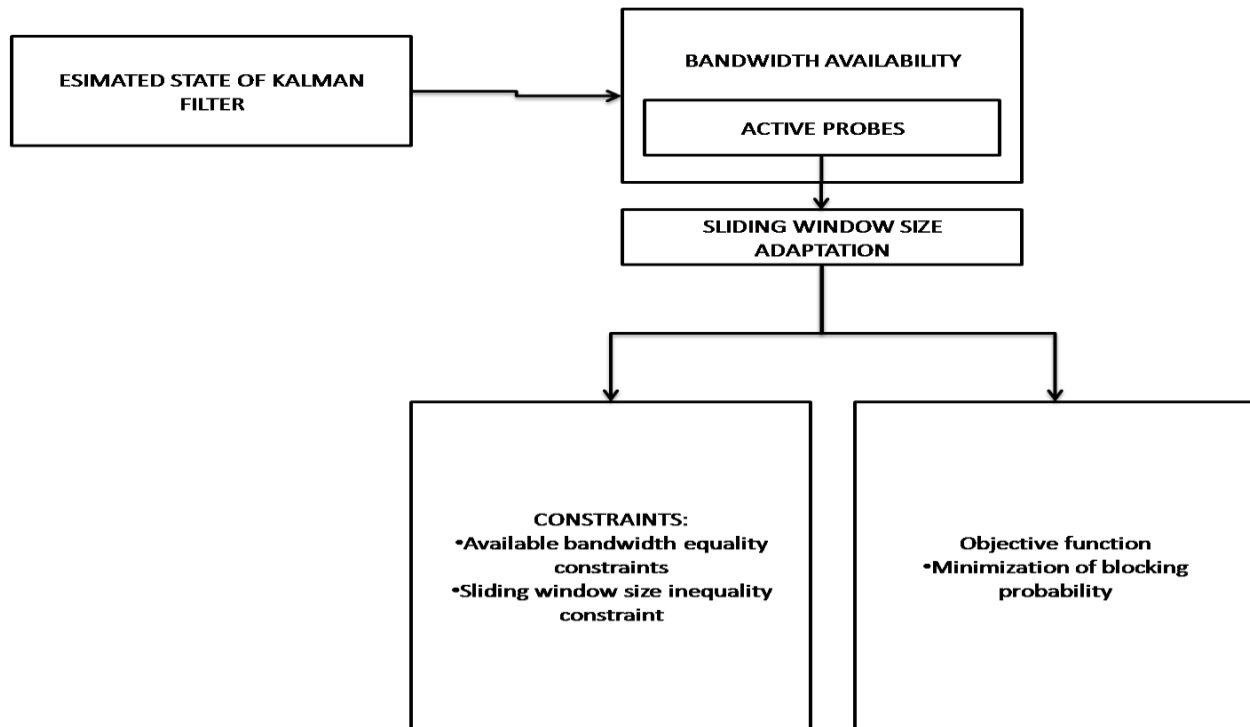 ESIMATED STATE OF KALMAN
FILTER
BANDWIDTH AVAILABILITY
ACTIVE PROBES
SLIDING WINDOW SIZE
ADAPTATION
CONSTRAINTS:
•Available bandwidth equality
constraints
•Sliding window size inequality
constraint
Objective function
•Minimization of blocking
probability